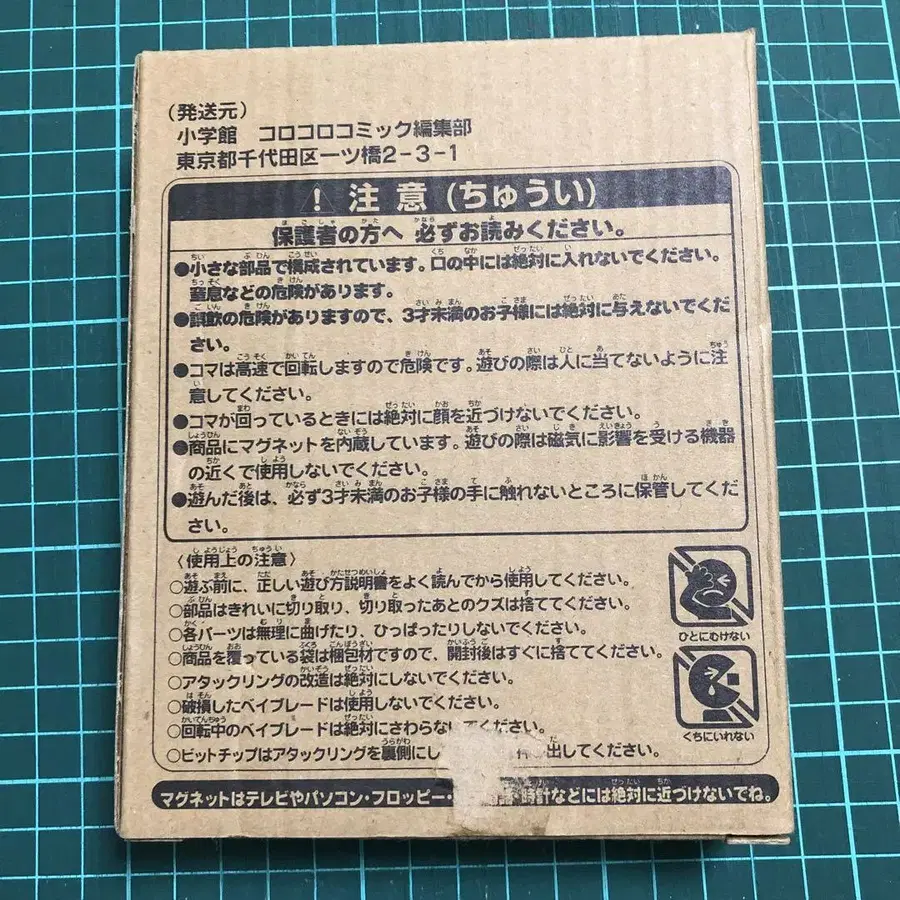 (発送元)
小学館 コロコロコミック編集部
東京都千代田区一ツ橋2-3-1
! 注意(ちゅうい)
保護者の方へ 必ずお読みください。
●小さな部品で構成されています。口の中には絶対に入れないでください。
窒息などの危険があります。
●誤飲の危険がありますので、3才未満のお子様には絶対に与えないでくだ
さい。
●コマは高速で回転しますので危険です。遊びの際は人に当てないように注
意してください。
●コマが回っているときには絶対に顔を近づけないでください。
●商品にマグネットを内蔵しています。遊びの際は磁気に影響を受ける機器
の近くで使用しないでください。
●遊んだ後は、必ず3才未満のお子様の手に触れないところに保管してくだ
さい。
〈使用上の注意〉
○遊ぶ前に、正しい遊び方説明書をよく読んでから使用してください。
○部品はきれいに切り取り、切り取ったあとのクズは捨ててください。
○各パーツは無理に曲げたり、ひっぱったりしないでください。
○商品を覆っている袋は梱包材ですので、開封後はすぐに捨ててください。
○アタックリングの改造は絶対にしないでください。
○破損したベイブレードは使用しないでください。
○回転中のベイブレードは絶対にさわらないでください。
○ビットチップはアタックリングを裏側にし 出してください。
ひとにむけない
くちにいれない
マグネットはテレビやパソコン・フロッピー・ 時計などには絶対に近づけないでね。